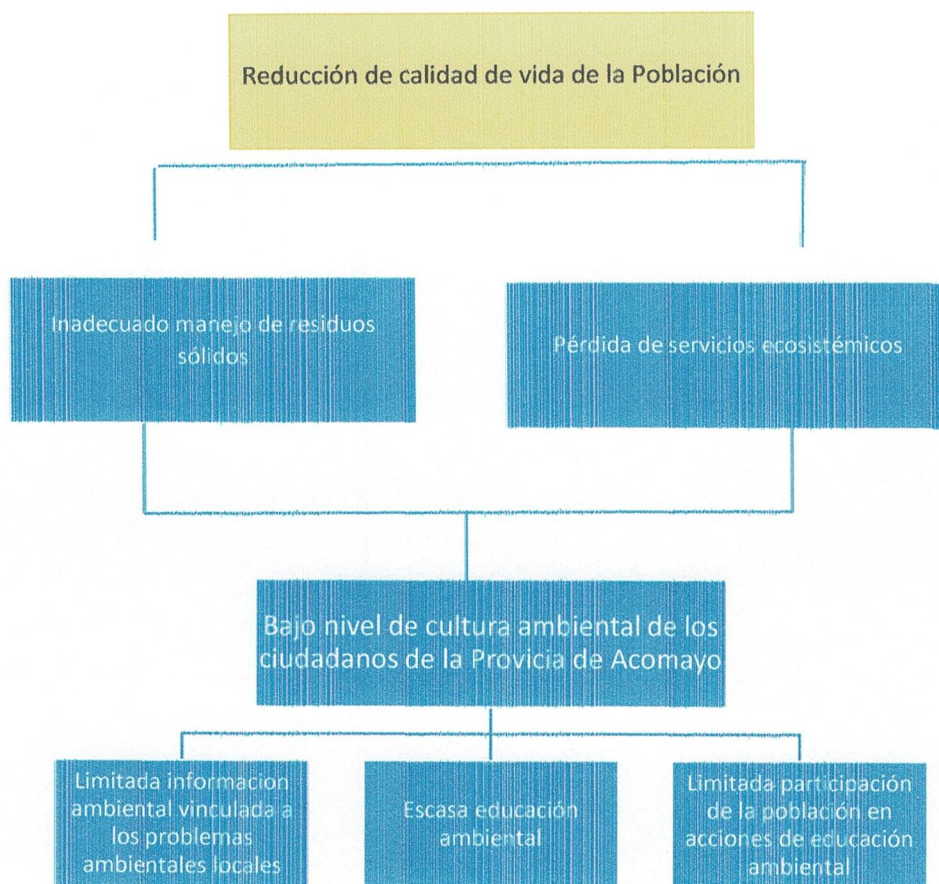 Reducción de calidad de vida de la Población
Inadecuado manejo de residuos
sólidos
Pérdida de servicios ecosistémicos
Bajo nivel de cultura ambiental de los
ciudadanos de la Provicia de Acomayo
Limitada informacion
ambiental vinculada a
los problemas
ambientales locales
Escasa educación
ambiental
Limitada participación
de la población en
acciones de educación
ambiental